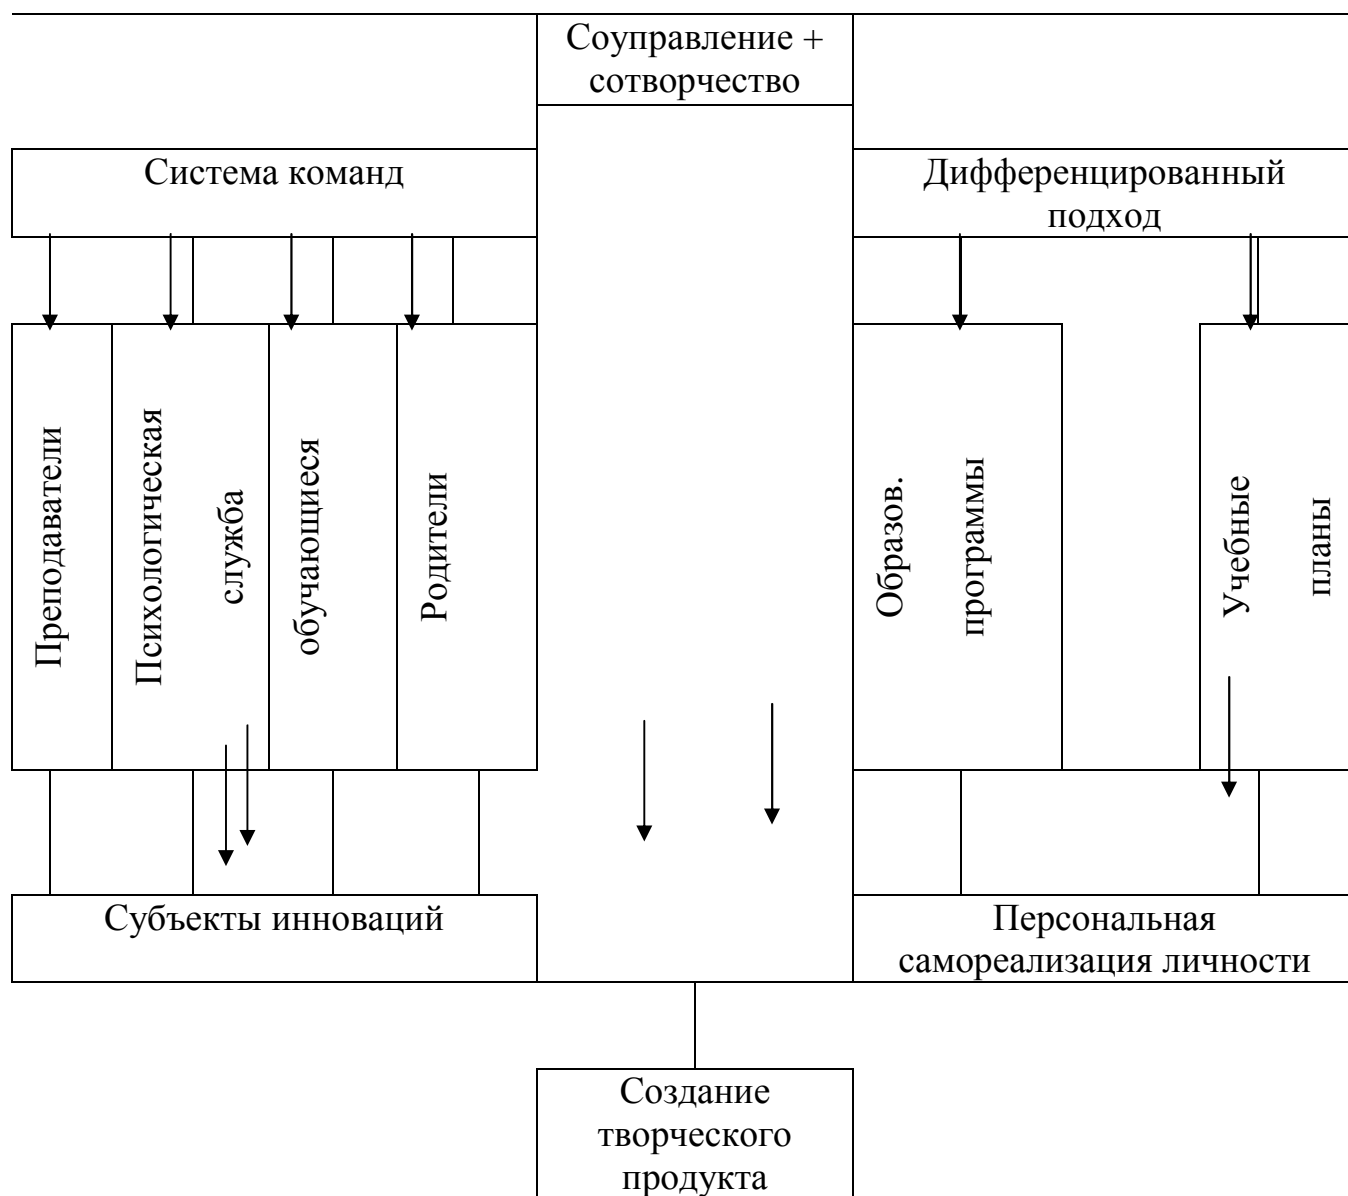 Соуправление +
сотворчество
Система команд
Дифференцированный
подход
Преподаватели
Психологическая
служба
обучающиеся
Родители
Образов.
программы
Учебные
планы
Субъекты инноваций
Персональная
самореализация личности
Создание
творческого
продукта